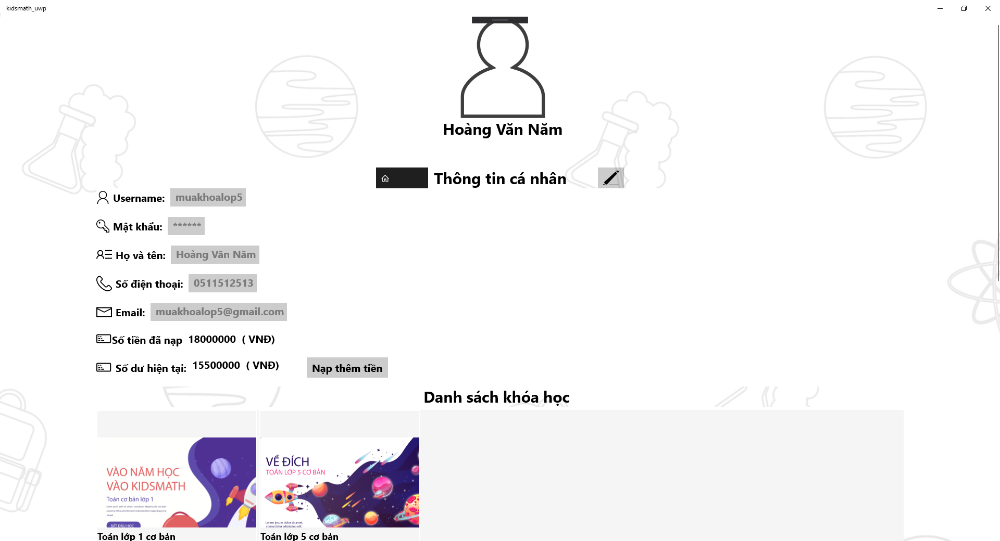 kidsmath_uwp
Hoàng Văn Năm
Thông tin cá nhân
Username: muakhoalop5
Mật khẩu: ******
Họ và tên: Hoàng Văn Năm
Số điện thoại: 0511512513
Email: muakhoalop5@gmail.com
Số tiền đã nạp 18000000 ( VNĐ)
Số dư hiện tại: 15500000 ( VNĐ) Nạp thêm tiền
Danh sách khóa học
VÀO NĂM HỌC
VÀO KIDSMATH
Toán cơ bản lớp 1
BẮT ĐẦU HỌC
Toán lớp 1 cơ bản
VỀ ĐÍCH
TOÁN LỚP 5 CƠ BẢN
Lorem ipsum dolor sit amet,
consectetur adipiscing elit,
Toán lớp 5 cơ bản